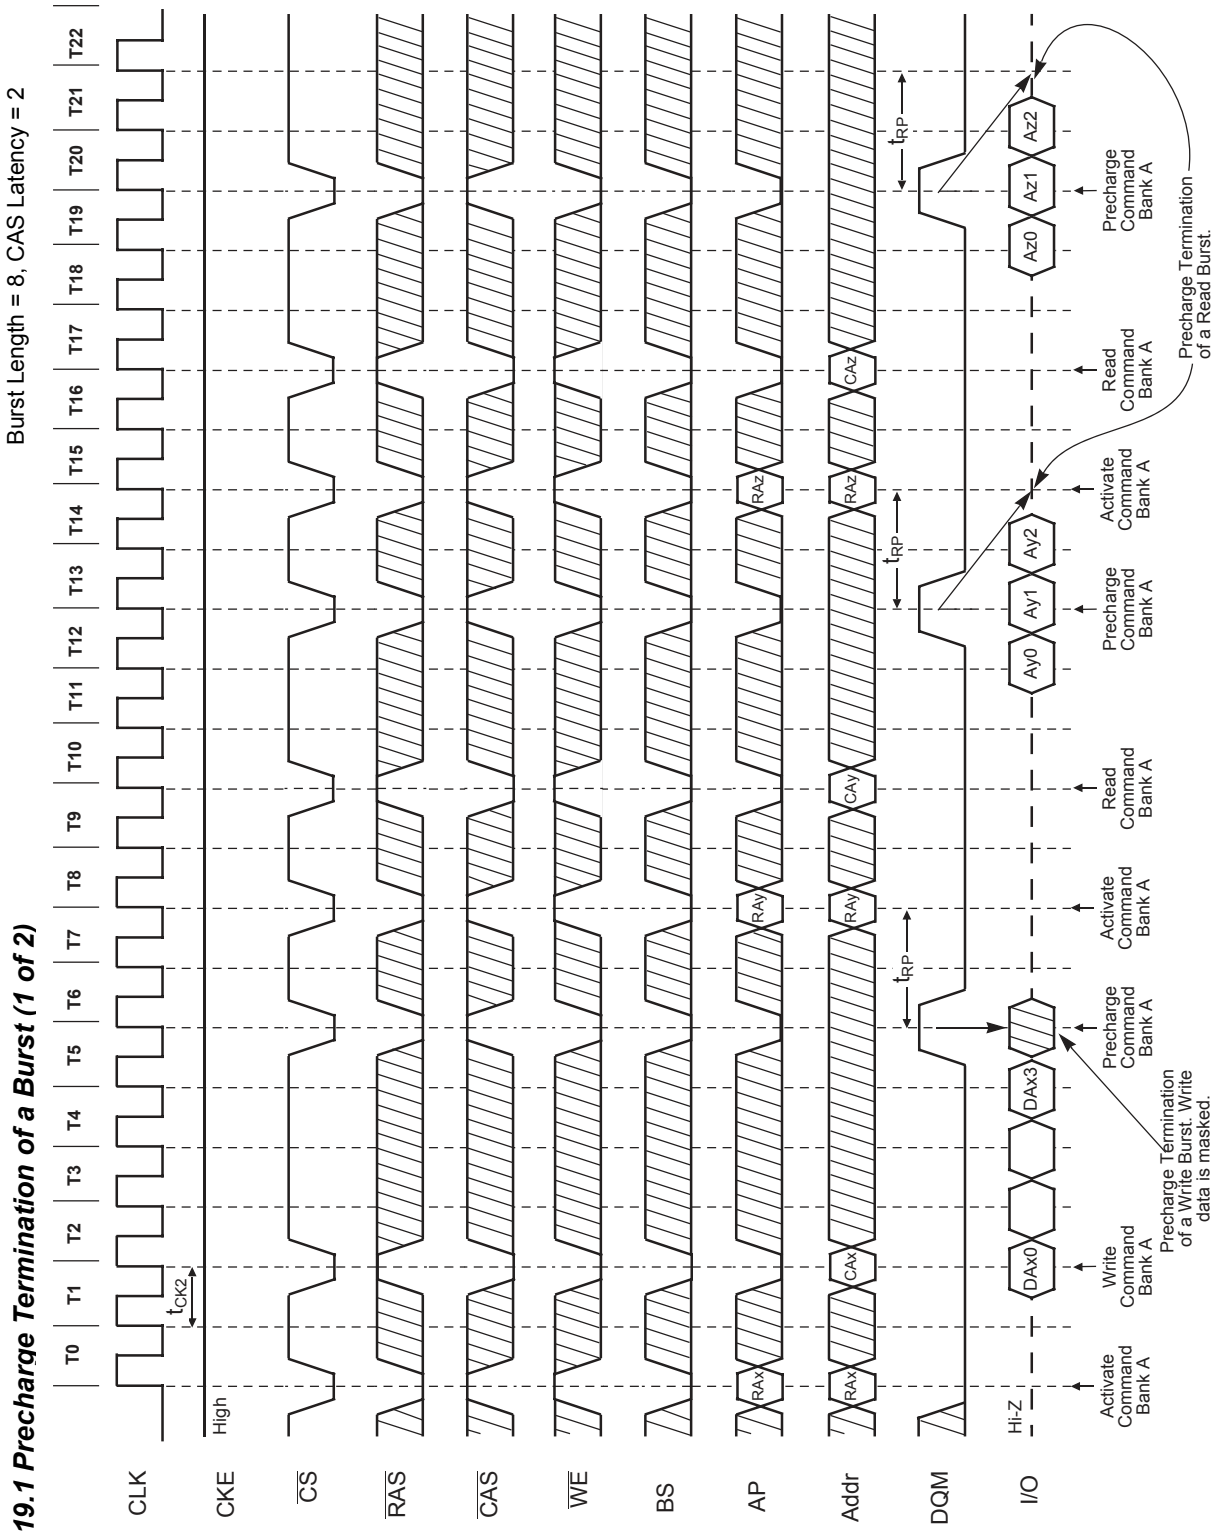 19.1 Precharge Termination of a Burst (1 of 2)
Burst Length = 8, CAS Latency = 2
T0 T1 T2 T3 T4 T5 T6 T7 T8 T9 T10 T11 T12 T13 T14 T15 T16 T17 T18 T19 T20 T21 T22
CLK
tCK2
CKE
High
CS
RAS
CAS
WE
BS
AP
RAx RAy RAz
Addr
RAx CAx RAy CAy RAz CAz
DQM
tRP tRP tRP
I/O
Hi-Z
DAx0 DAx3 Ay0 Ay1 Ay2 Az0 Az1 Az2
Activate
Command
Bank A
Write
Command
Bank A
Precharge
Command
Bank A
Activate
Command
Bank A
Read
Command
Bank A
Precharge
Command
Bank A
Activate
Command
Bank A
Read
Command
Bank A
Precharge
Command
Bank A
Precharge Termination
of a Write Burst. Write
data is masked.
Precharge Termination
of a Read Burst.